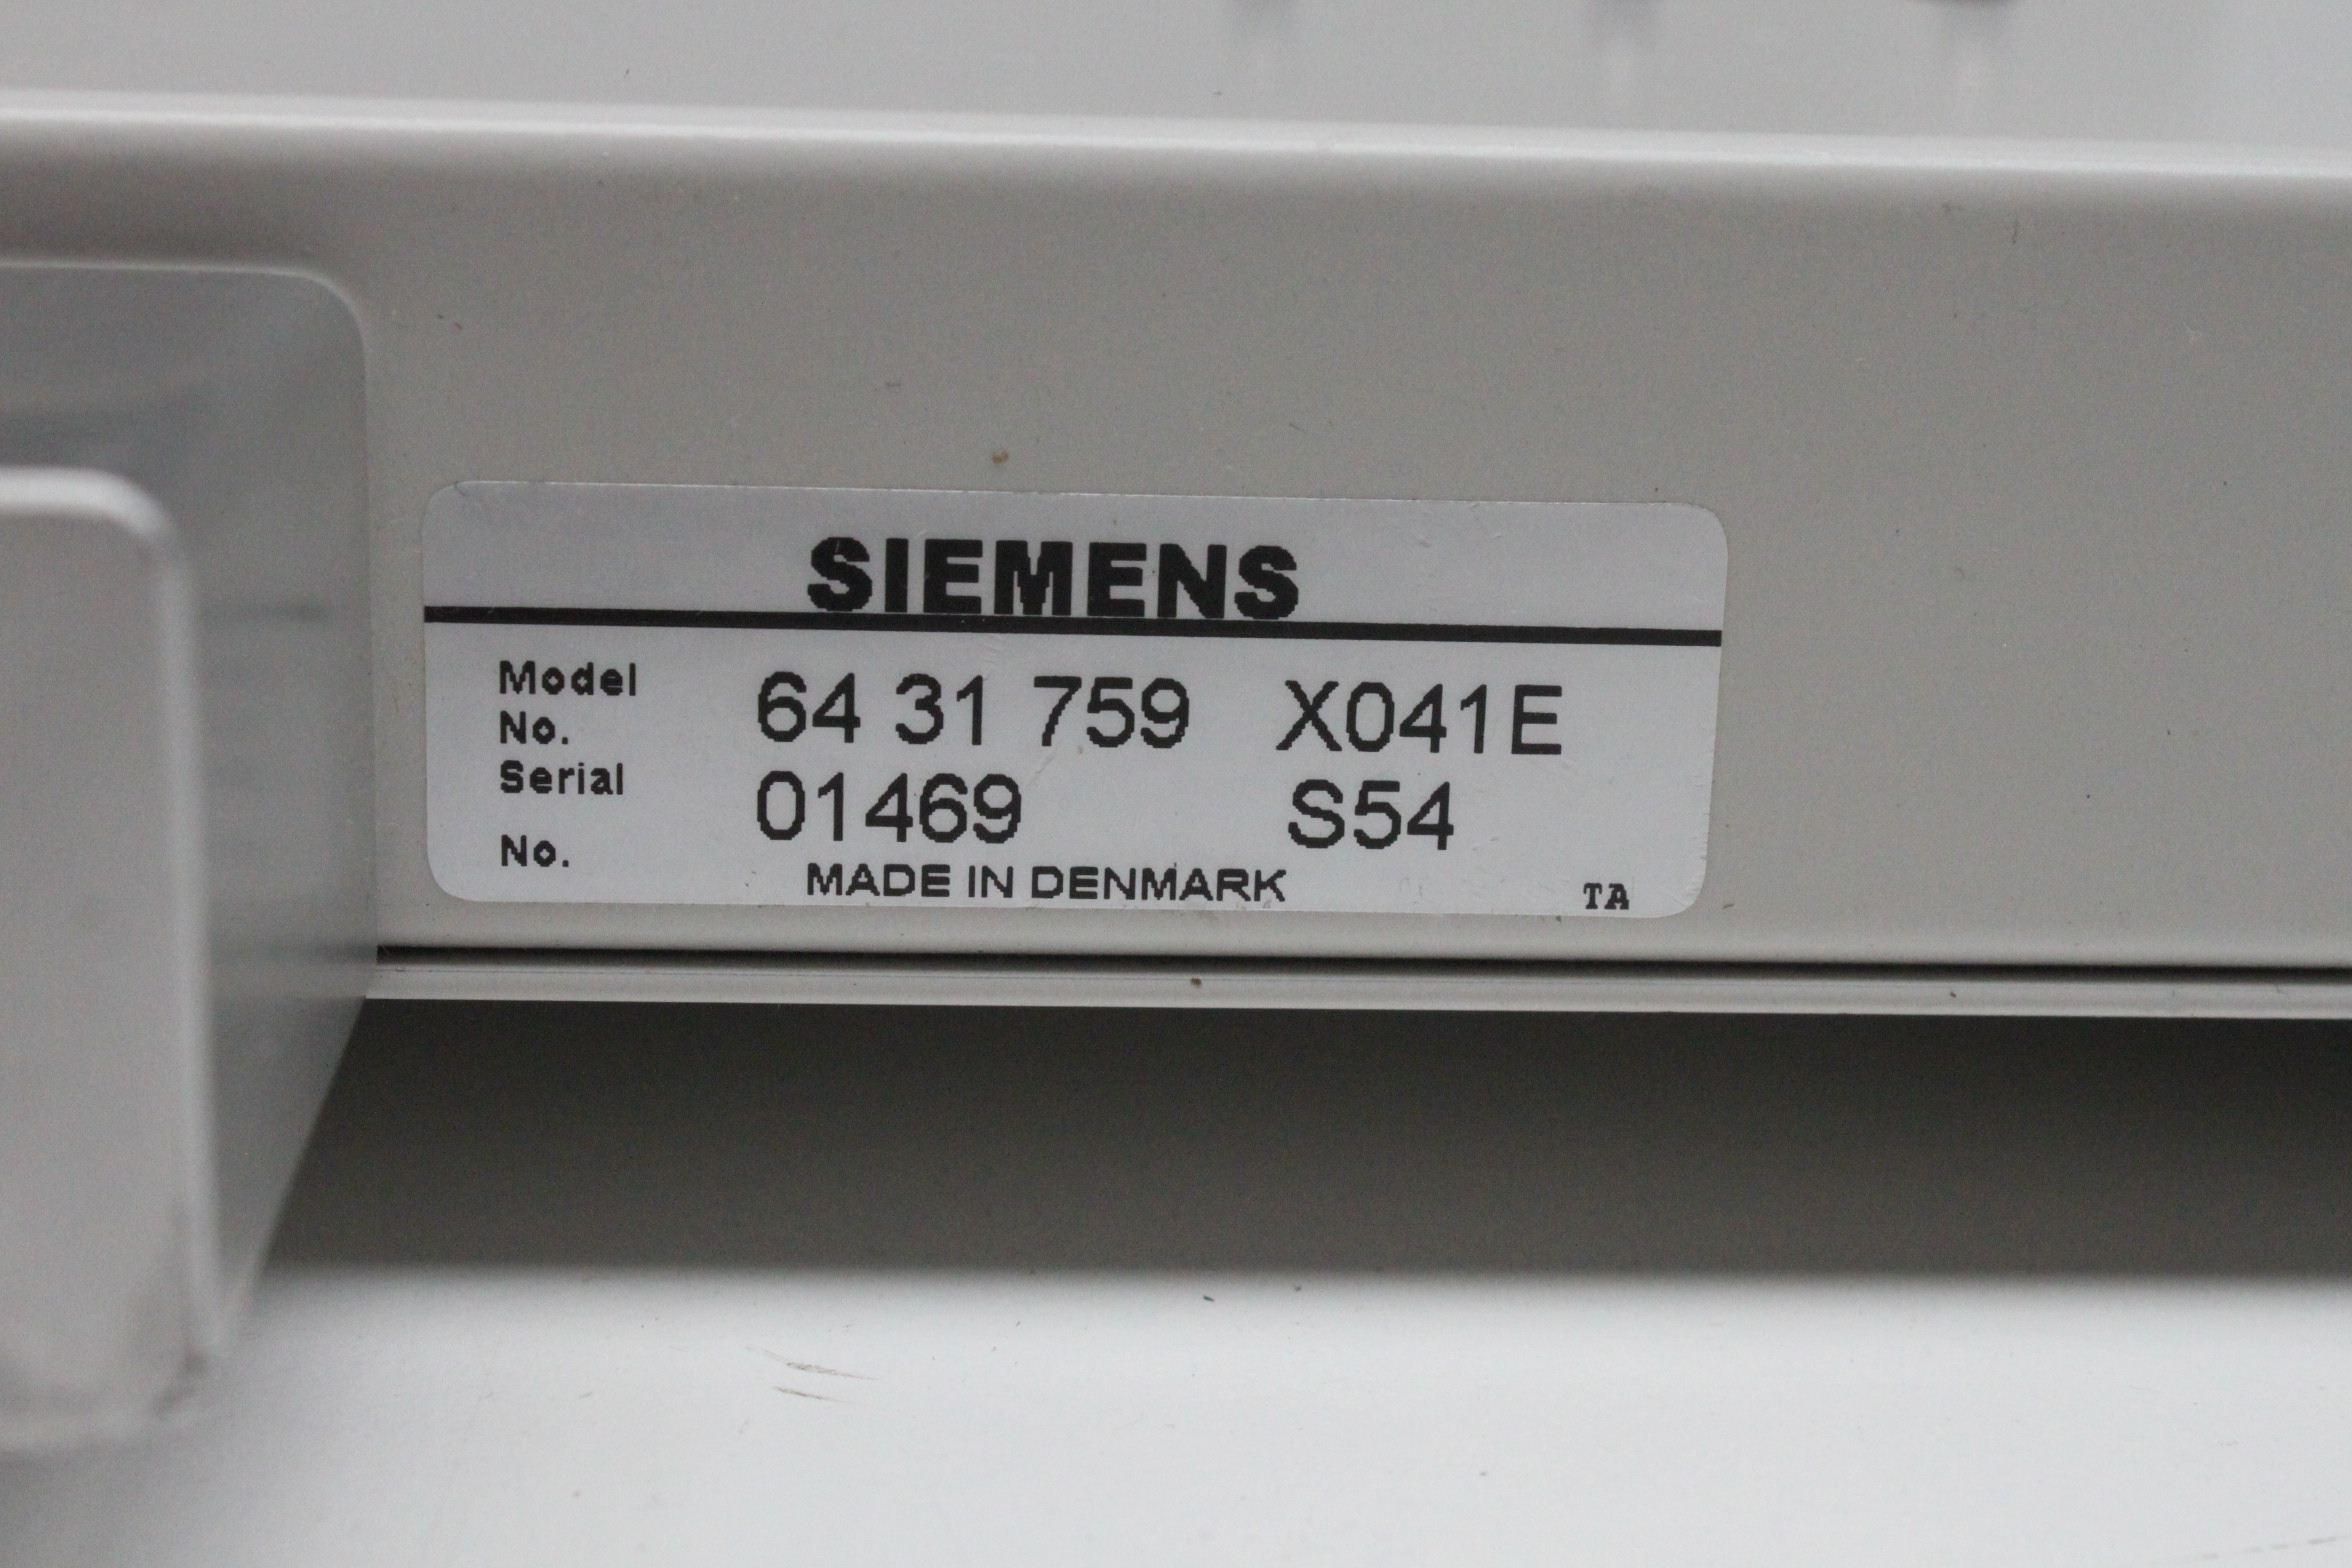 SIEMENS
Model No. 64 31 759 X041E
Serial No. 01469 S54
MADE IN DENMARK TA